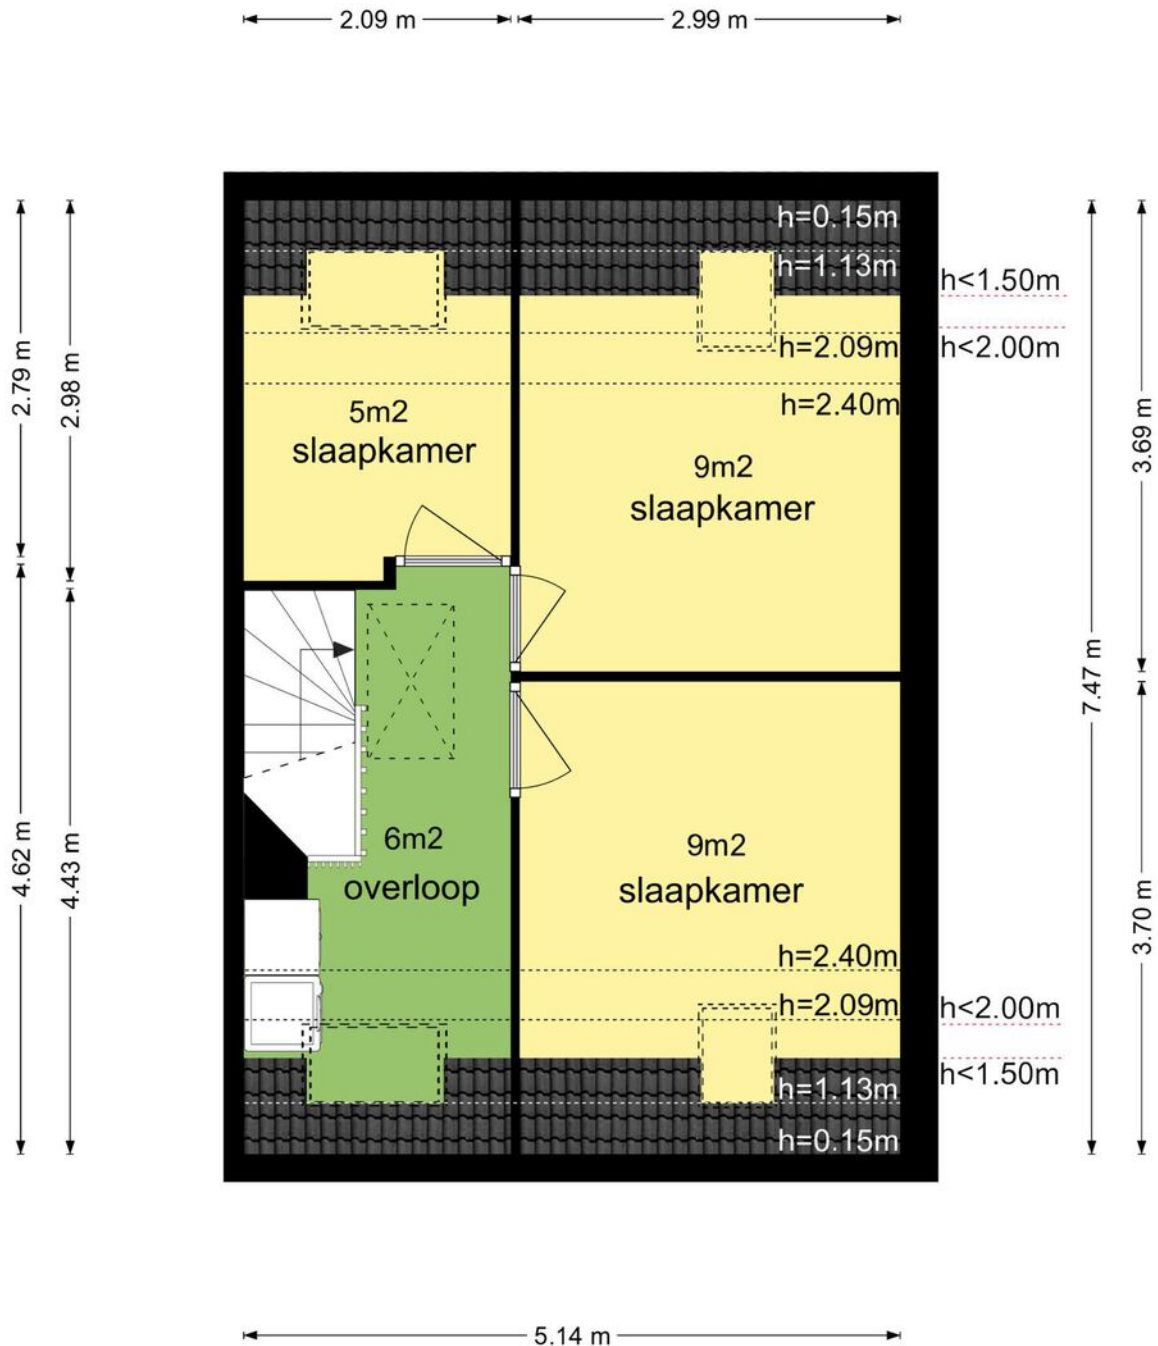 2.09 m
2.99 m
h=0.15m
h=1.13m
h<1.50m
h=2.09m
h<2.00m
h=2.40m
2.79 m
2.98 m
5m2
slaapkamer
9m2
slaapkamer
3.69 m
7.47 m
4.62 m
4.43 m
6m2
overloop
9m2
slaapkamer
3.70 m
h=2.40m
h=2.09m
h<2.00m
h<1.50m
h=1.13m
h=0.15m
5.14 m